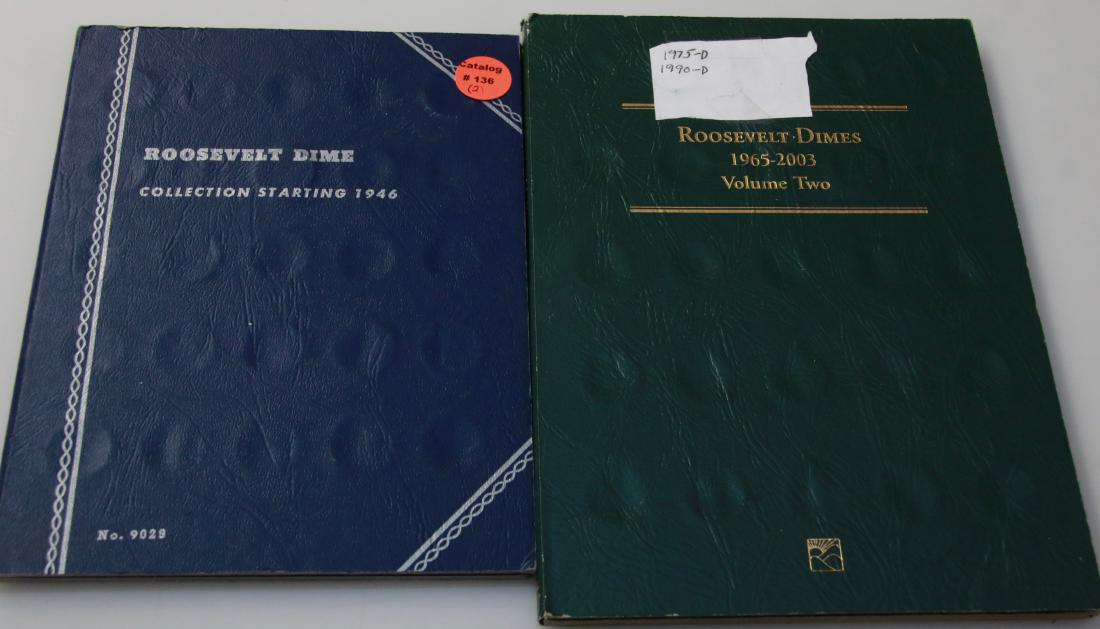 Catalog
# 136
(2)
ROOSEVELT DIME
COLLECTION STARTING 1946
No. 9029
1975-D
1990-D
ROOSEVELT·DIMES
1965-2003
Volume Two